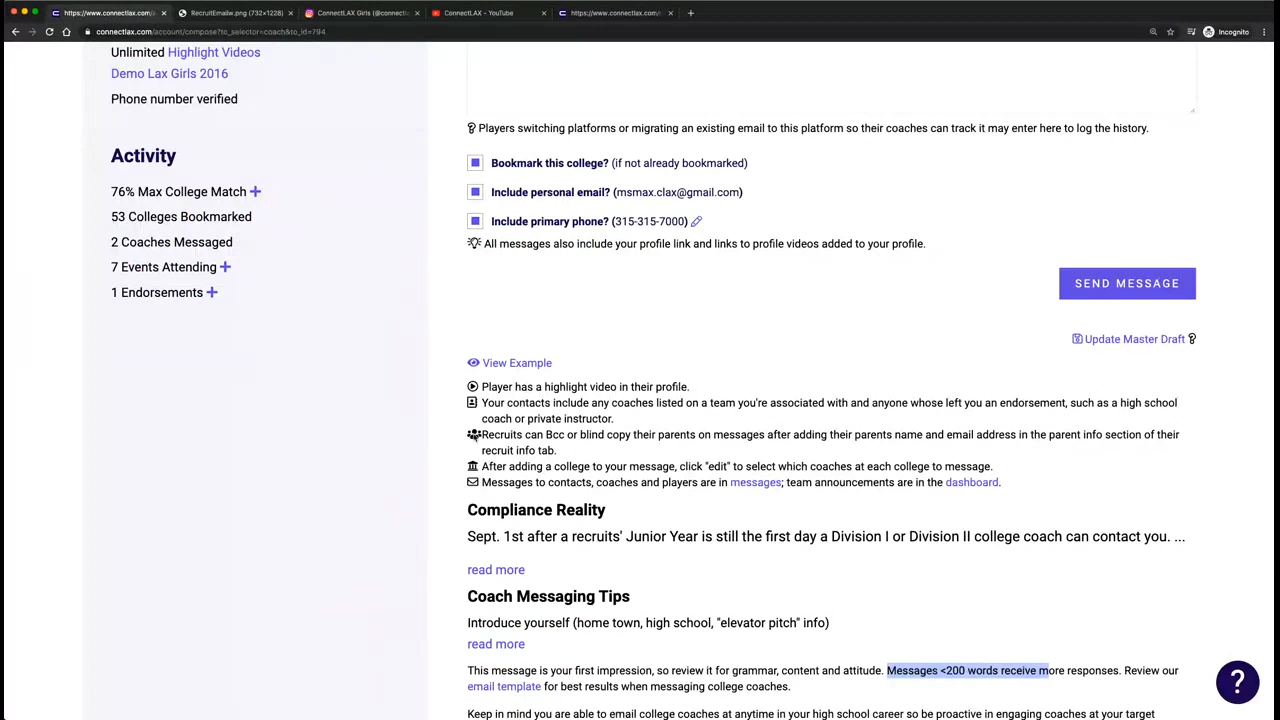 https://www.connectlax.com/a
RecruitEmailw.png (732×1228)
ConnectLAX Girls (@connectl
ConnectLAX - YouTube
https://www.connectlax.com/m
connectlax.com/account/compose?to_selector=coach&to_id=794
Incognito
Unlimited Highlight Videos
Demo Lax Girls 2016
Phone number verified
Activity
76% Max College Match
53 Colleges Bookmarked
2 Coaches Messaged
7 Events Attending
1 Endorsements
Players switching platforms or migrating an existing email to this platform so their coaches can track it may enter here to log the history.
Bookmark this college? (if not already bookmarked)
Include personal email? (msmax.clax@gmail.com)
Include primary phone? (315-315-7000)
All messages also include your profile link and links to profile videos added to your profile.
SEND MESSAGE
Update Master Draft
View Example
Player has a highlight video in their profile.
Your contacts include any coaches listed on a team you're associated with and anyone whose left you an endorsement, such as a high school
coach or private instructor.
Recruits can Bcc or blind copy their parents on messages after adding their parents name and email address in the parent info section of their
recruit info tab.
After adding a college to your message, click "edit" to select which coaches at each college to message.
Messages to contacts, coaches and players are in messages; team announcements are in the dashboard.
Compliance Reality
Sept. 1st after a recruits' Junior Year is still the first day a Division I or Division II college coach can contact you. ...
read more
Coach Messaging Tips
Introduce yourself (home town, high school, "elevator pitch" info)
read more
This message is your first impression, so review it for grammar, content and attitude. Messages <200 words receive more responses. Review our
email template for best results when messaging college coaches.
Keep in mind you are able to email college coaches at anytime in your high school career so be proactive in engaging coaches at your target
?